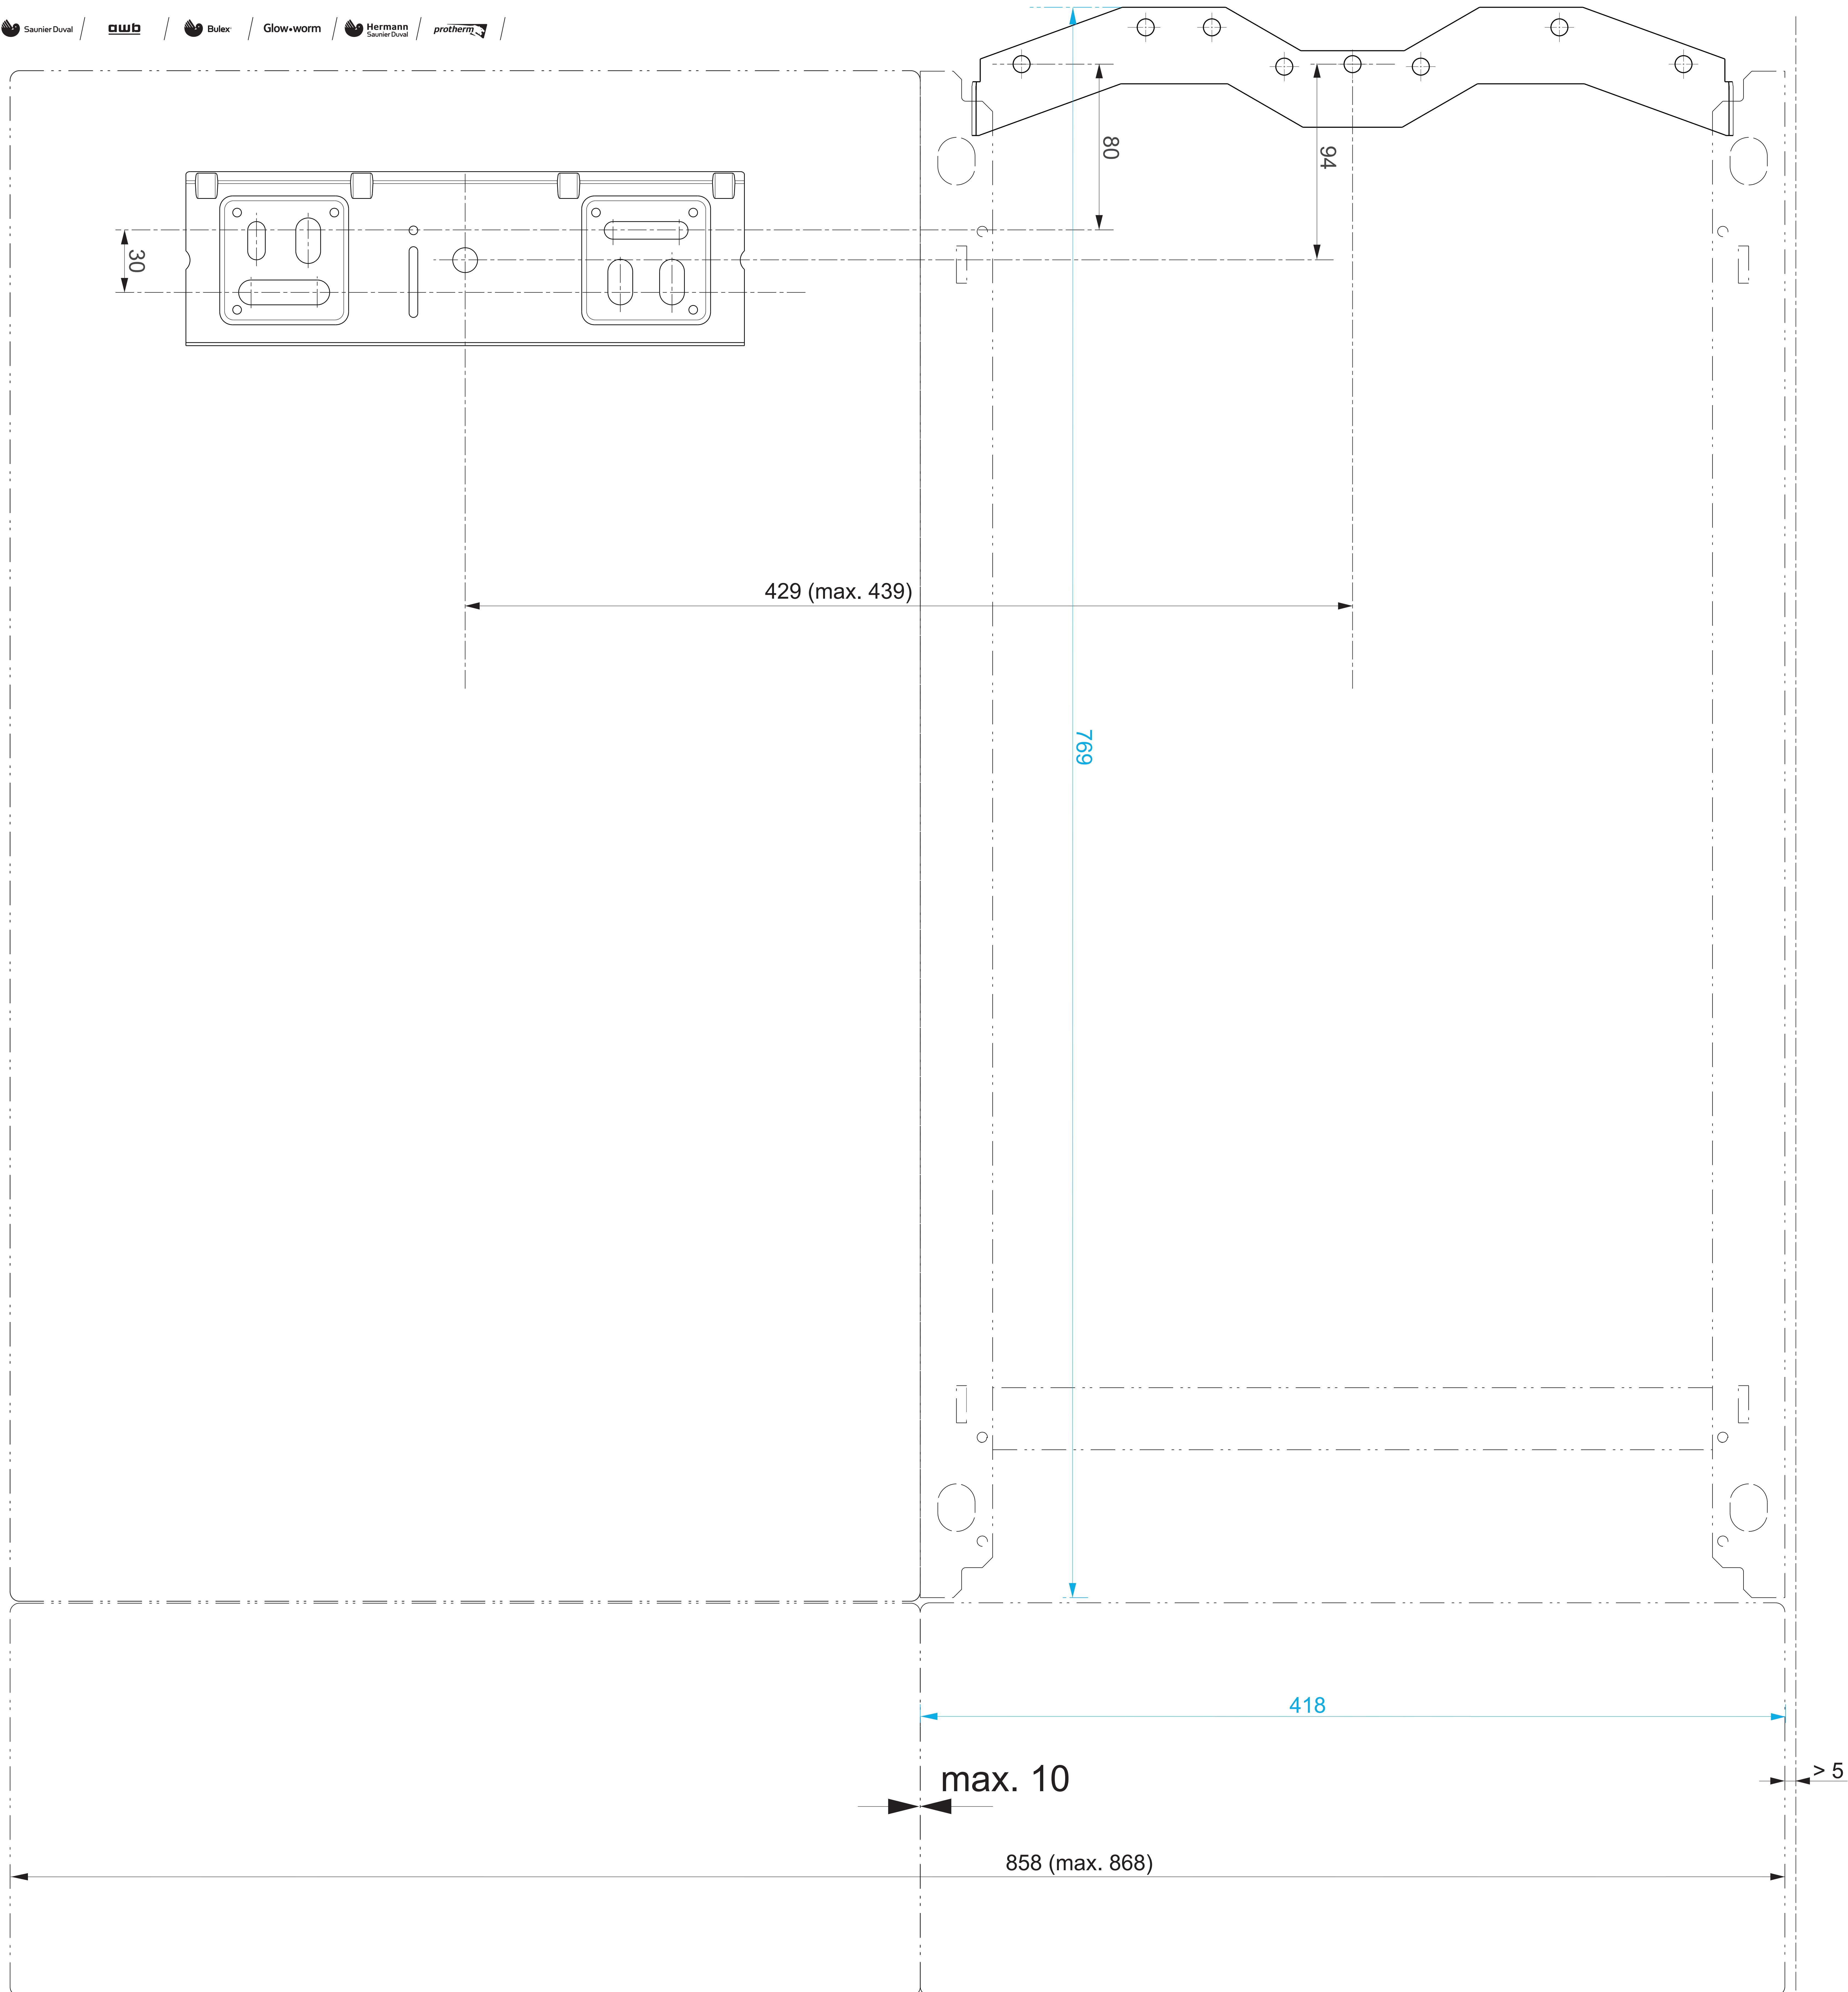 Saunier Duval / awb / Bulex / Glow•worm / Hermann Saunier Duval / protherm /
80
94
30
429 (max. 439)
769
418
max. 10
> 5
858 (max. 868)